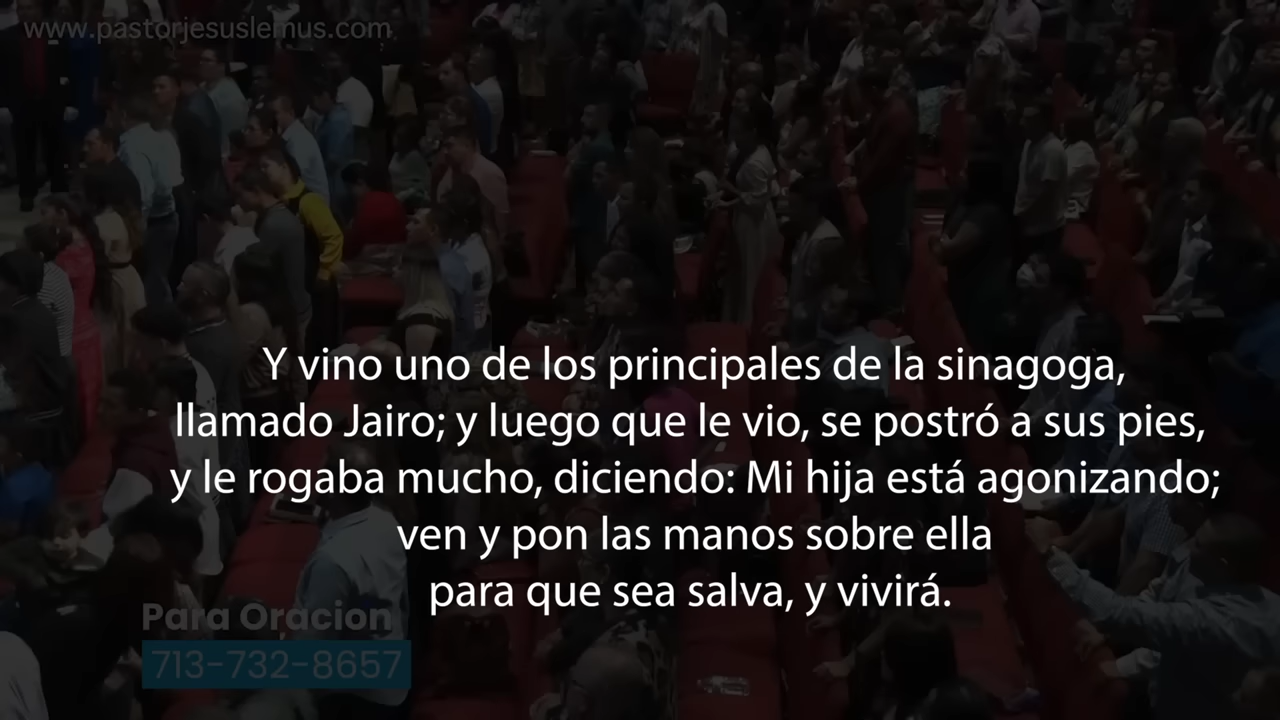 www.pastorjesuslemus.com
Y vino uno de los principales de la sinagoga,
llamado Jairo; y luego que le vio, se postró a sus pies,
y le rogaba mucho, diciendo: Mi hija está agonizando;
ven y pon las manos sobre ella
para que sea salva, y vivirá.
Para Oracion
713-732-8657